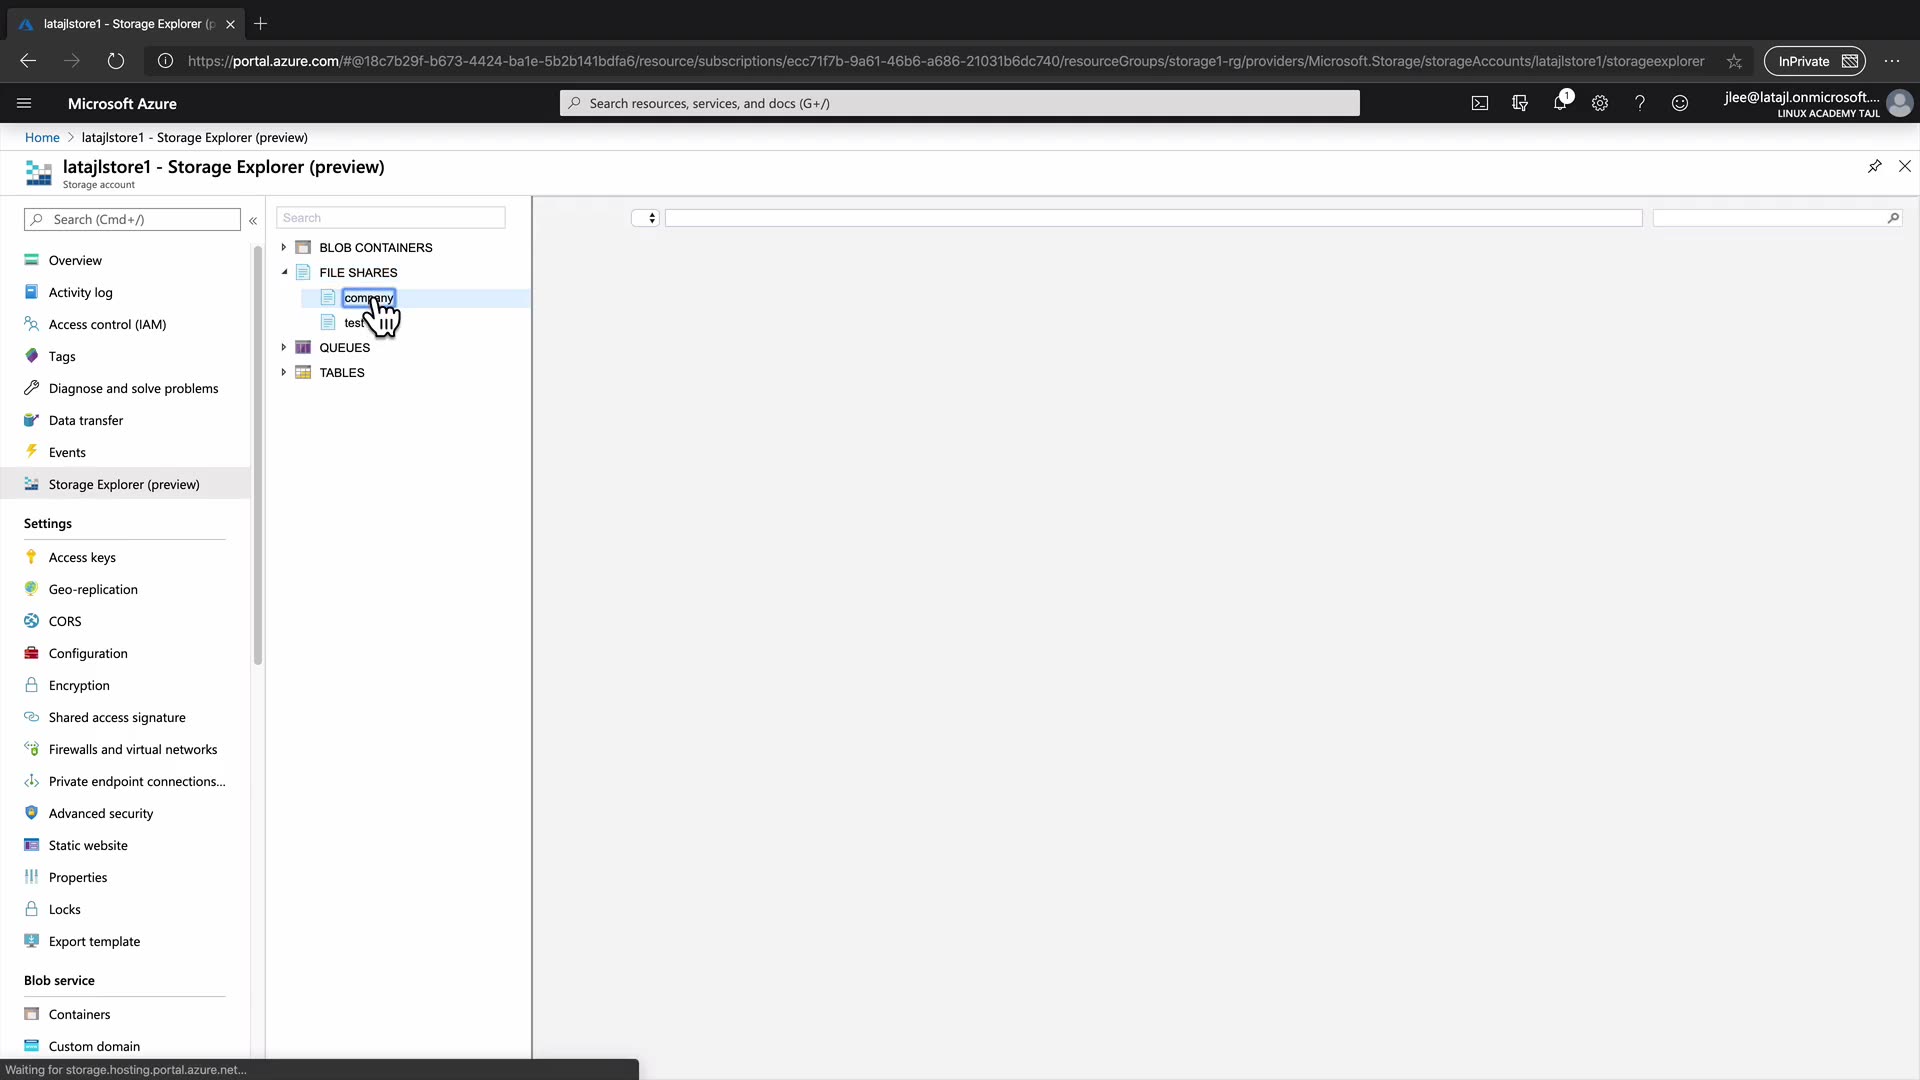 latajlstore1 - Storage Explorer (p
https://portal.azure.com/#@18c7b29f-b673-4424-ba1e-5b2b141bdfa6/resource/subscriptions/ecc71f7b-9a61-46b6-a686-21031b6dc740/resourceGroups/storage1-rg/providers/Microsoft.Storage/storageAccounts/latajlstore1/storageexplorer
InPrivate
Microsoft Azure
Search resources, services, and docs (G+/)
1
jlee@latajl.onmicrosoft....
LINUX ACADEMY TAJL
Home > latajlstore1 - Storage Explorer (preview)
latajlstore1 - Storage Explorer (preview)
Storage account
Search (Cmd+/)
Overview
Activity log
Access control (IAM)
Tags
Diagnose and solve problems
Data transfer
Events
Storage Explorer (preview)
Settings
Access keys
Geo-replication
CORS
Configuration
Encryption
Shared access signature
Firewalls and virtual networks
Private endpoint connections...
Advanced security
Static website
Properties
Locks
Export template
Blob service
Containers
Custom domain
Search
BLOB CONTAINERS
FILE SHARES
company
test
QUEUES
TABLES
Waiting for storage.hosting.portal.azure.net...